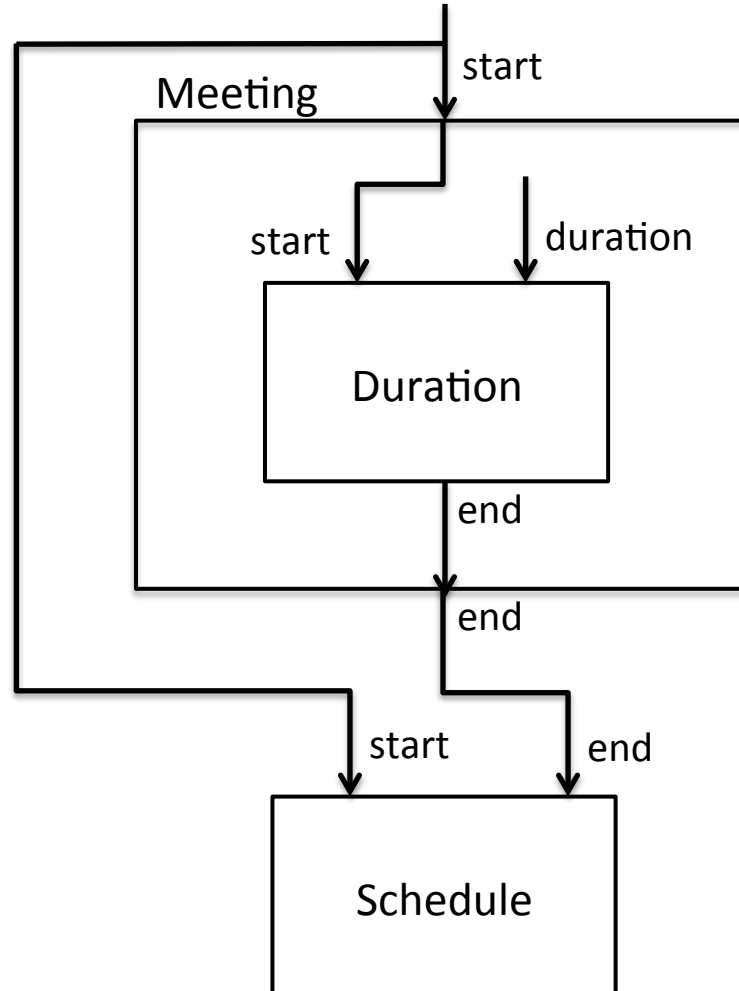 start
Meeting
start
duration
Duration
end
end
start
end
Schedule